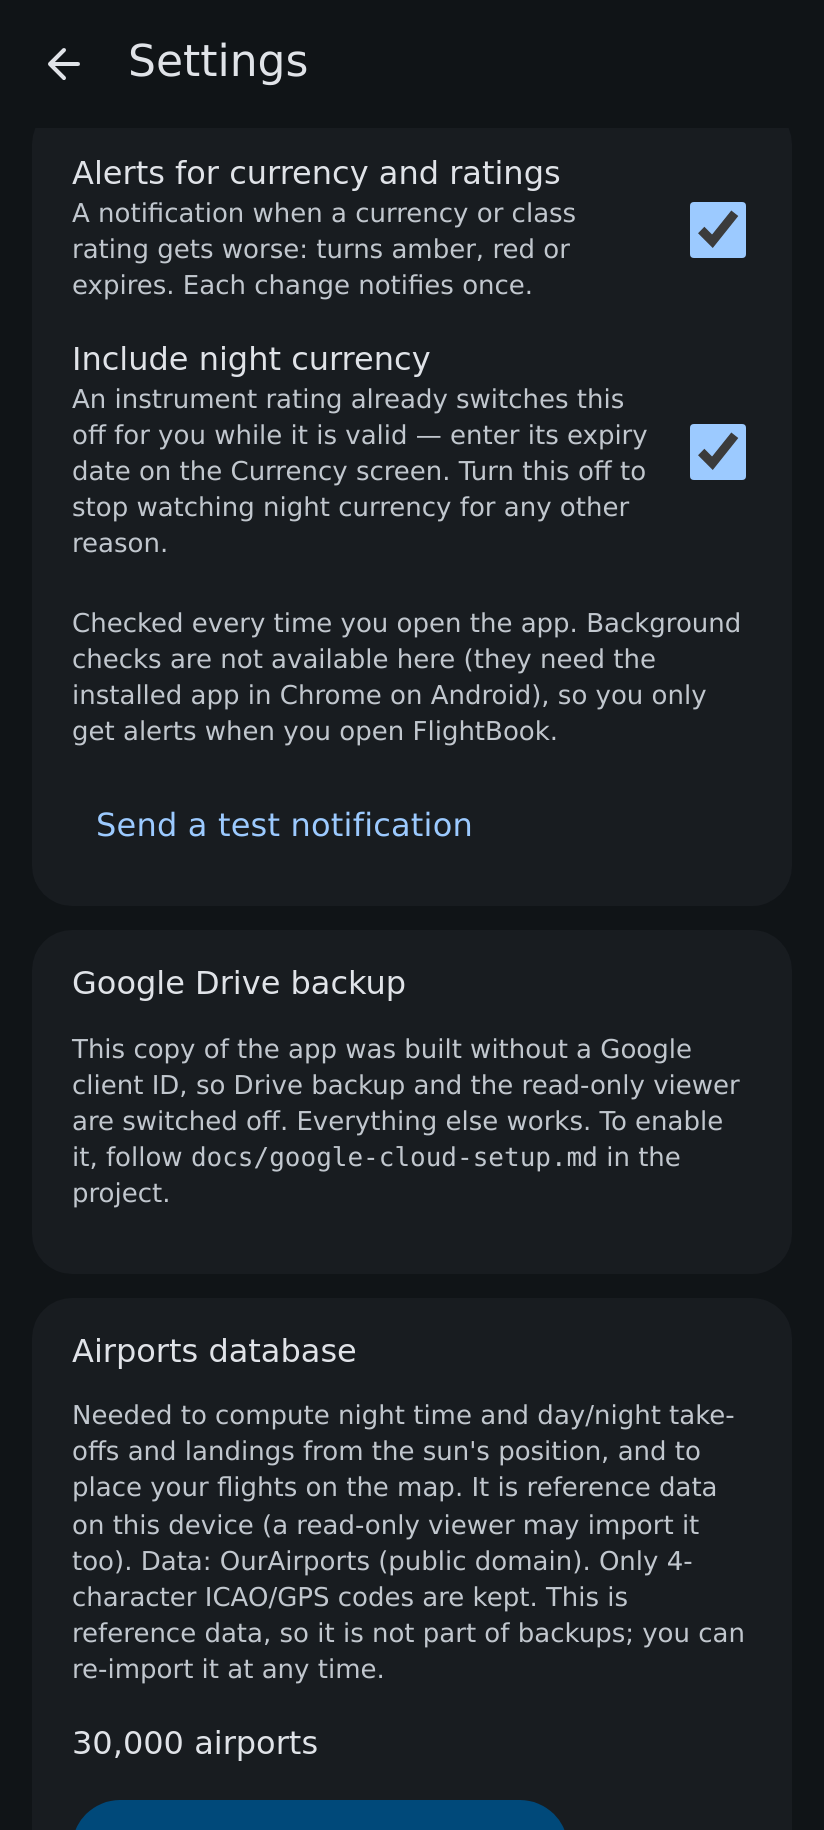 Settings
Alerts for currency and ratings
A notification when a currency or class
rating gets worse: turns amber, red or
expires. Each change notifies once.
Include night currency
An instrument rating already switches this
off for you while it is valid — enter its expiry
date on the Currency screen. Turn this off to
stop watching night currency for any other
reason.
Checked every time you open the app. Background
checks are not available here (they need the
installed app in Chrome on Android), so you only
get alerts when you open FlightBook.
Send a test notification
Google Drive backup
This copy of the app was built without a Google
client ID, so Drive backup and the read-only viewer
are switched off. Everything else works. To enable
it, follow docs/google-cloud-setup.md in the
project.
Airports database
Needed to compute night time and day/night take-
offs and landings from the sun's position, and to
place your flights on the map. It is reference data
on this device (a read-only viewer may import it
too). Data: OurAirports (public domain). Only 4-
character ICAO/GPS codes are kept. This is
reference data, so it is not part of backups; you can
re-import it at any time.
30,000 airports